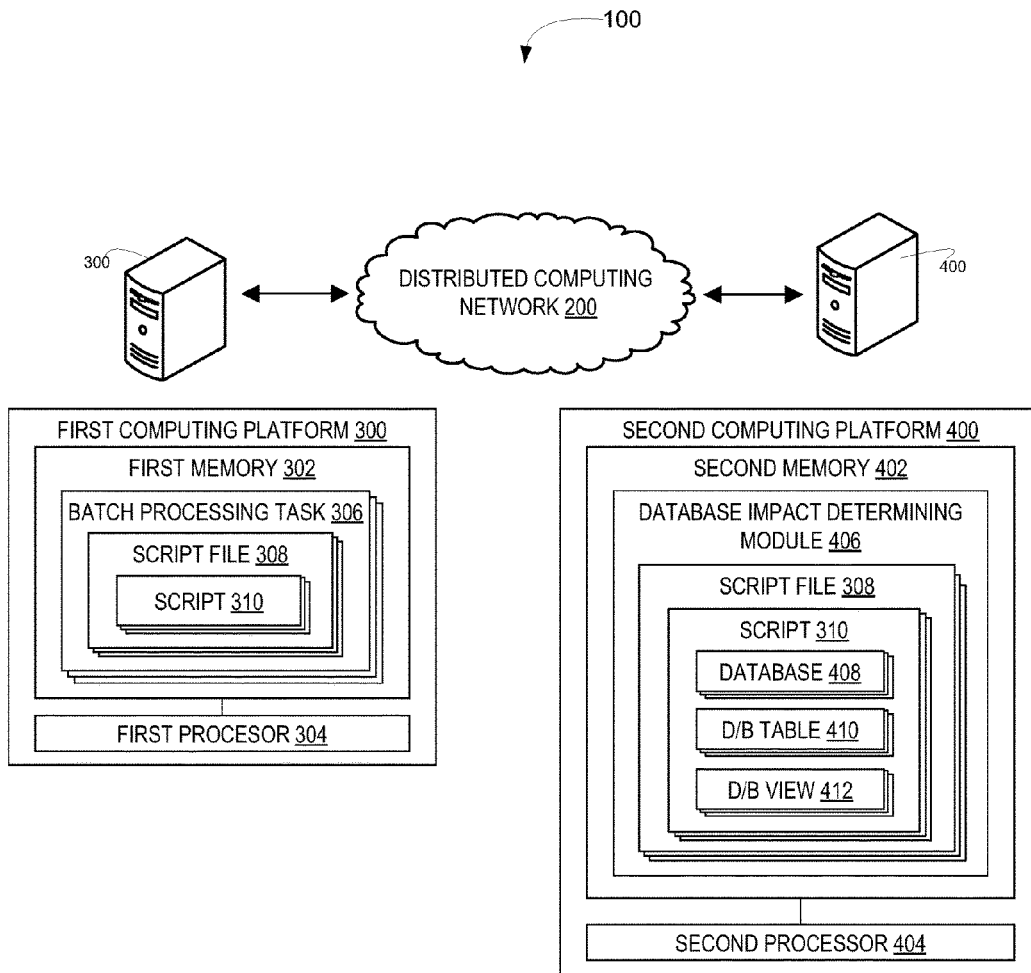 100
300
DISTRIBUTED COMPUTING
NETWORK 200
400
FIRST COMPUTING PLATFORM 300
FIRST MEMORY 302
BATCH PROCESSING TASK 306
SCRIPT FILE 308
SCRIPT 310
FIRST PROCESOR 304
SECOND COMPUTING PLATFORM 400
SECOND MEMORY 402
DATABASE IMPACT DETERMINING
MODULE 406
SCRIPT FILE 308
SCRIPT 310
DATABASE 408
D/B TABLE 410
D/B VIEW 412
SECOND PROCESSOR 404